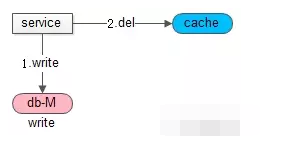 service
2.del
cache
1.write
db-M
write